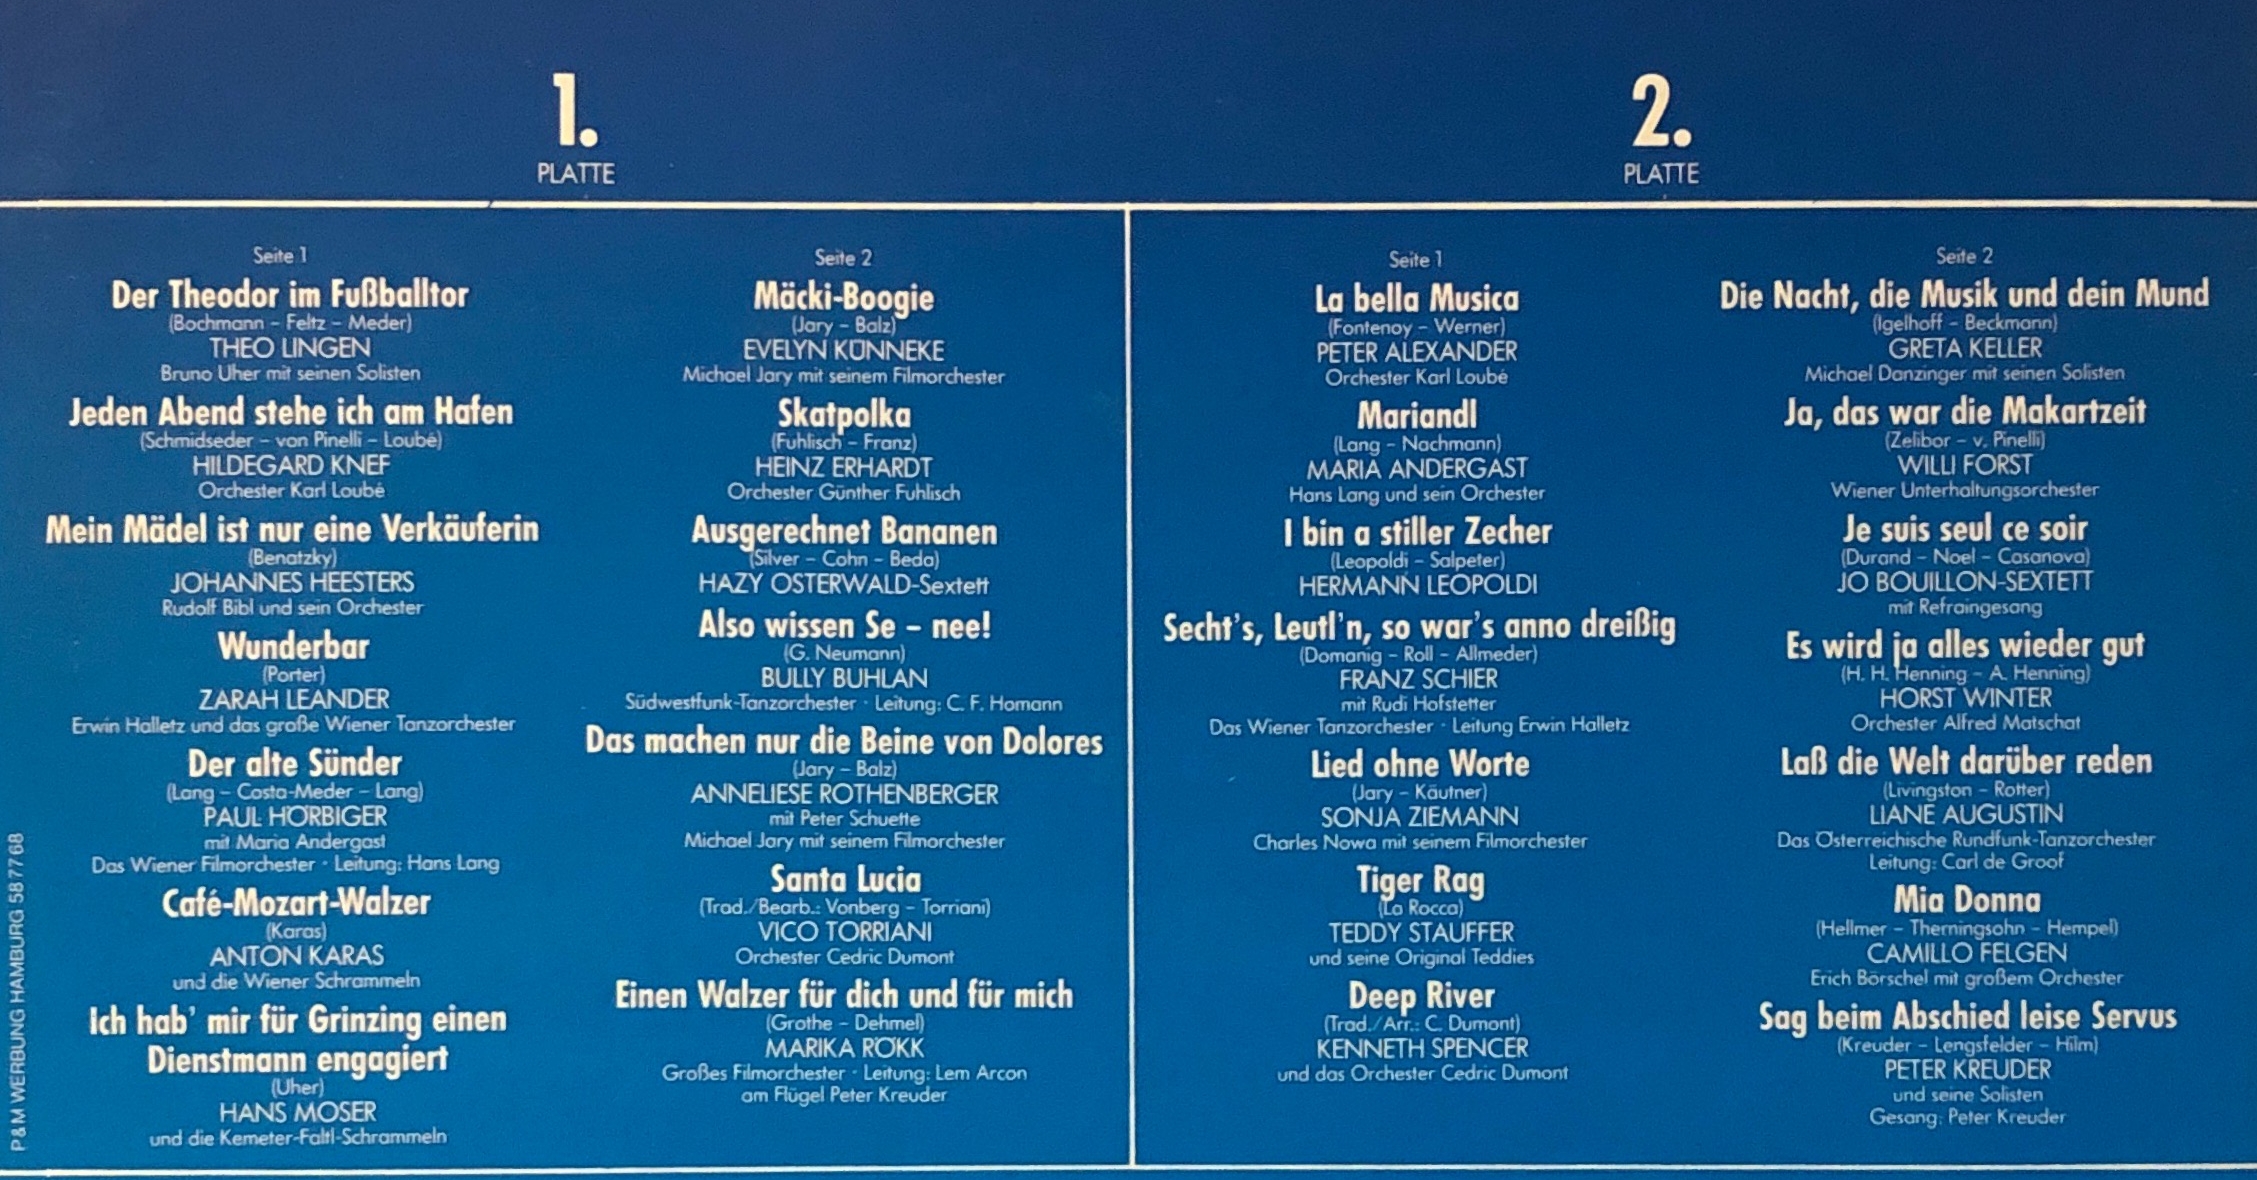 1.
PLATTE
Seite 1
Der Theodor im Fußballtor
(Bochmann – Feltz – Meder)
THEO LINGEN
Bruno Uher mit seinen Solisten
Jeden Abend stehe ich am Hafen
(Schmidseder – von Pinelli – Loubé)
HILDEGARD KNEF
Orchester Karl Loubé
Mein Mädel ist nur eine Verkäuferin
(Benatzky)
JOHANNES HEESTERS
Rudolf Bibl und sein Orchester
Wunderbar
(Porter)
ZARAH LEANDER
Erwin Halletz und das große Wiener Tanzorchester
Der alte Sünder
(Lang – Costa-Meder – Lang)
PAUL HÖRBIGER
mit Maria Andergast
Das Wiener Filmorchester · Leitung: Hans Lang
Café-Mozart-Walzer
(Karas)
ANTON KARAS
und die Wiener Schrammeln
Ich hab' mir für Grinzing einen
Dienstmann engagiert
(Uher)
HANS MOSER
und die Kemeter-Faltl-Schrammeln
Seite 2
Mäcki-Boogie
(Jary – Balz)
EVELYN KÜNNEKE
Michael Jary mit seinem Filmorchester
Skatpolka
(Fuhlisch – Franz)
HEINZ ERHARDT
Orchester Günther Fuhlisch
Ausgerechnet Bananen
(Silver – Cohn – Beda)
HAZY OSTERWALD-Sextett
Also wissen Se – nee!
(G. Neumann)
BULLY BUHLAN
Südwestfunk-Tanzorchester · Leitung: C. F. Homann
Das machen nur die Beine von Dolores
(Jary – Balz)
ANNELIESE ROTHENBERGER
mit Peter Schuette
Michael Jary mit seinem Filmorchester
Santa Lucia
(Trad./Bearb.: Vonberg – Torriani)
VICO TORRIANI
Orchester Cedric Dumont
Einen Walzer für dich und für mich
(Grothe – Dehmel)
MARIKA RÖKK
Großes Filmorchester · Leitung: Lem Arcon
am Flügel Peter Kreuder
2.
PLATTE
Seite 1
La bella Musica
(Fontenoy – Werner)
PETER ALEXANDER
Orchester Karl Loubé
Mariandl
(Lang – Nachmann)
MARIA ANDERGAST
Hans Lang und sein Orchester
I bin a stiller Zecher
(Leopoldi – Salpeter)
HERMANN LEOPOLDI
Secht's, Leutl'n, so war's anno dreißig
(Domanig – Roll – Allmeder)
FRANZ SCHIER
mit Rudi Hofstetter
Das Wiener Tanzorchester · Leitung Erwin Halletz
Lied ohne Worte
(Jary – Käutner)
SONJA ZIEMANN
Charles Nowa mit seinem Filmorchester
Tiger Rag
(La Rocca)
TEDDY STAUFFER
und seine Original Teddies
Deep River
(Trad./Arr.: C. Dumont)
KENNETH SPENCER
und das Orchester Cedric Dumont
Seite 2
Die Nacht, die Musik und dein Mund
(Igelhoff – Beckmann)
GRETA KELLER
Michael Danzinger mit seinen Solisten
Ja, das war die Makartzeit
(Zelibor – v. Pinelli)
WILLI FORST
Wiener Unterhaltungsorchester
Je suis seul ce soir
(Durand – Noel – Casanova)
JO BOUILLON-SEXTETT
mit Refraingesang
Es wird ja alles wieder gut
(H. H. Henning – A. Henning)
HORST WINTER
Orchester Alfred Matschat
Laß die Welt darüber reden
(Livingston – Rotter)
LIANE AUGUSTIN
Das Österreichische Rundfunk-Tanzorchester
Leitung: Carl de Groof
Mia Donna
(Hellmer – Therningsohn – Hempel)
CAMILLO FELGEN
Erich Börschel mit großem Orchester
Sag beim Abschied leise Servus
(Kreuder – Lengsfelder – Hilm)
PETER KREUDER
und seine Solisten
Gesang: Peter Kreuder
P&M WERBUNG HAMBURG 58 77 68